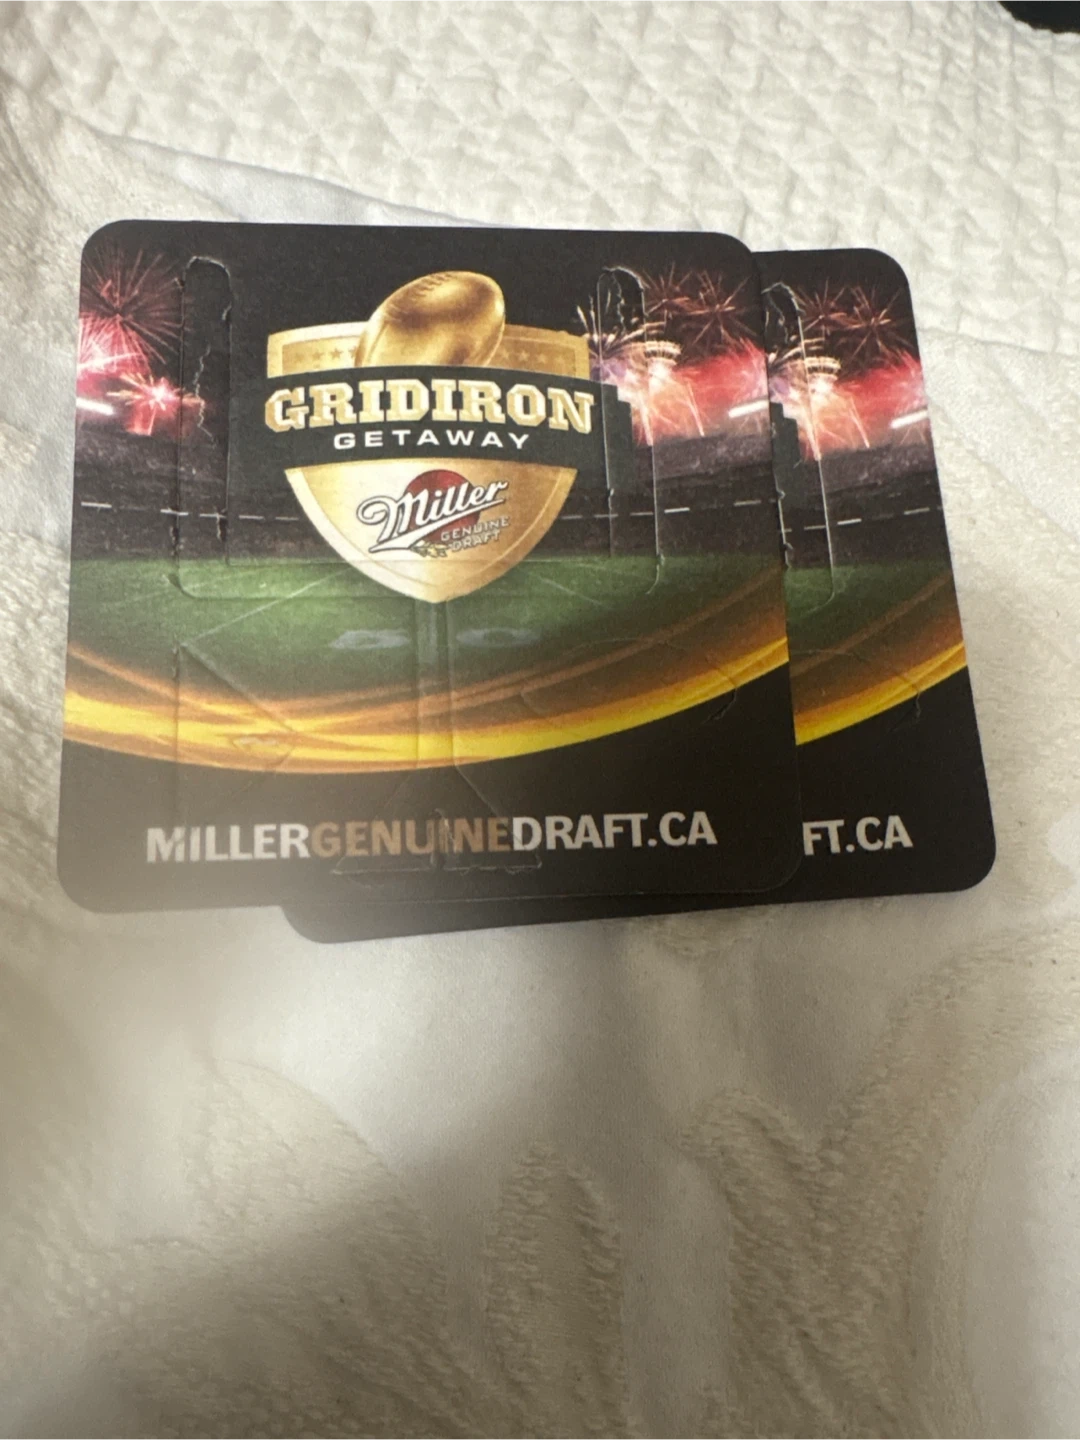 GRIDIRON
GETAWAY
Miller
GENUINE
DRAFT
MILLERGENUINEDRAFT.CA
FT.CA